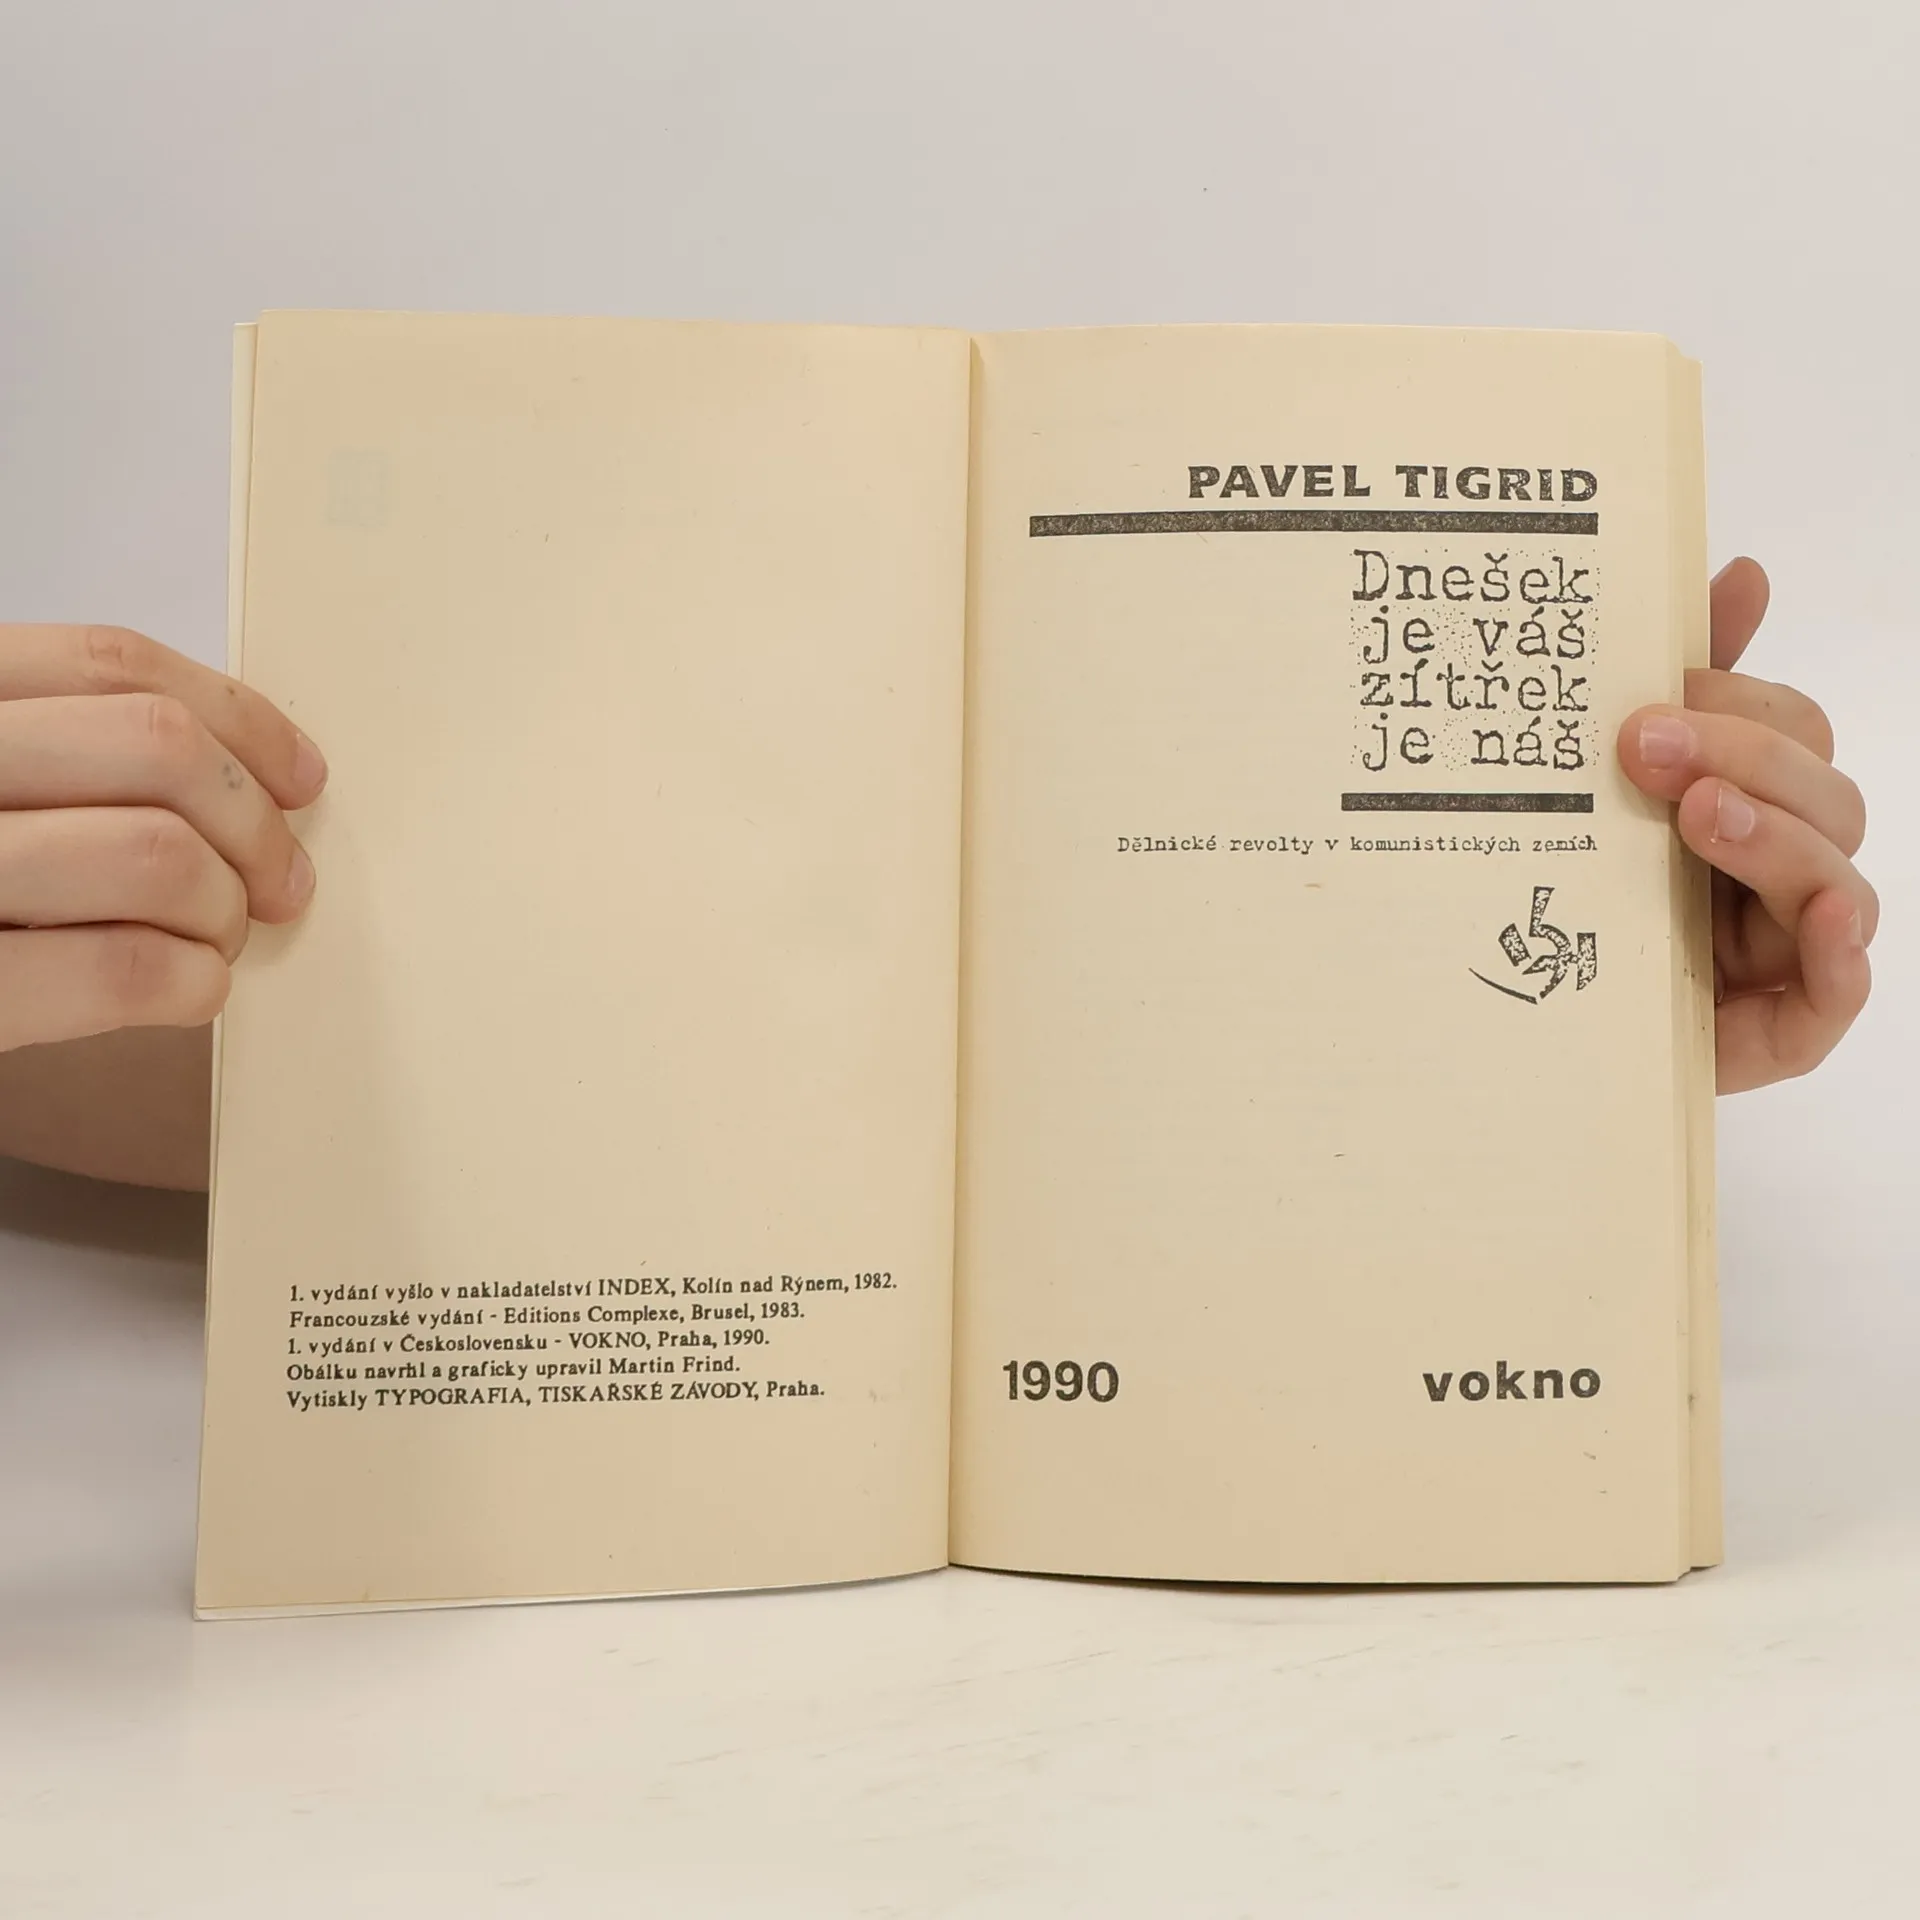 1. vydání vyšlo v nakladatelství INDEX, Kolín nad Rýnem, 1982.
Francouzské vydání - Editions Complexe, Brusel, 1983.
1. vydání v Československu - VOKNO, Praha, 1990.
Obálku navrhl a graficky upravil Martin Frind.
Vytiskly TYPOGRAFIA, TISKAŘSKÉ ZÁVODY, Praha.
PAVEL TIGRID
Dnešek
je váš
zítřek
je náš
Dělnické revolty v komunistických zemích
1990
vokno